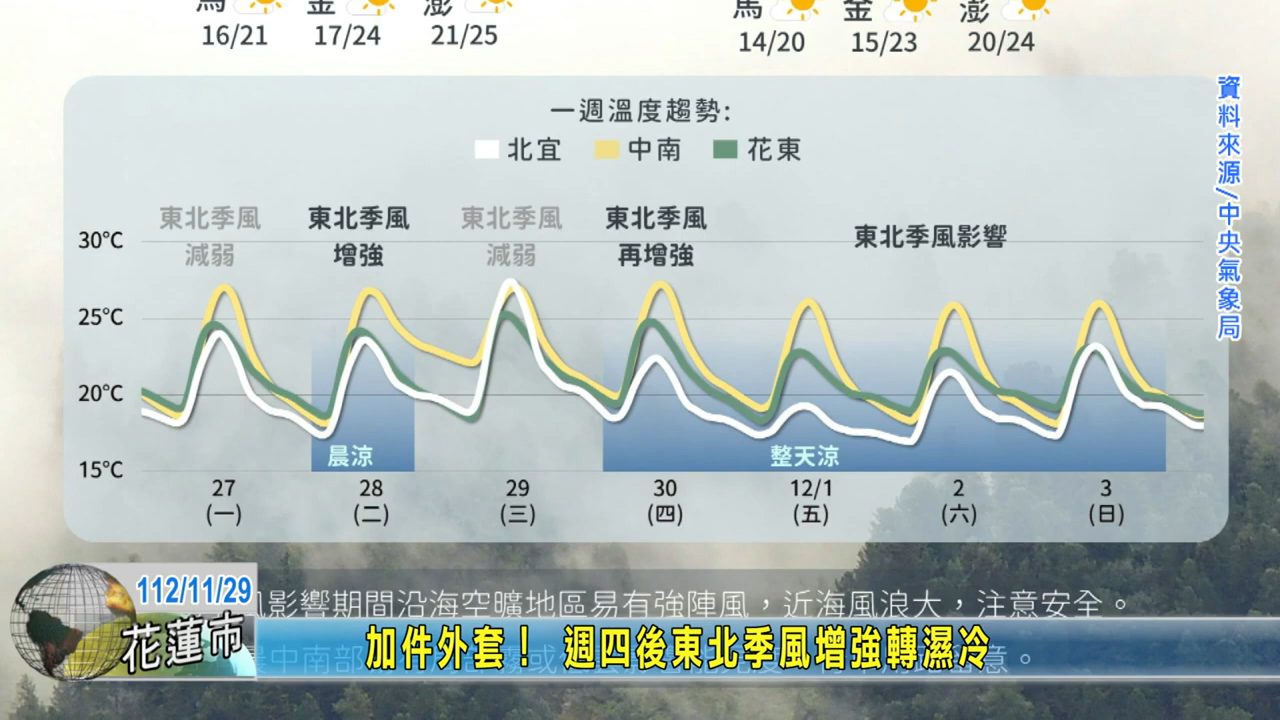 馬 金 澎 馬 金 澎
16/21 17/24 21/25 14/20 15/23 20/24
一週溫度趨勢:
北宜 中南 花東
資料來源/中央氣象局
東北季風減弱
東北季風增強
東北季風減弱
東北季風再增強
東北季風影響
30°C
25°C
20°C
15°C
晨涼
整天涼
27 28 29 30 12/1 2 3
(一) (二) (三) (四) (五) (六) (日)
112/11/29
花蓮市
風影響期間沿海空曠地區易有強陣風，近海風浪大，注意安全。
加件外套！ 週四後東北季風增強轉濕冷
中南部